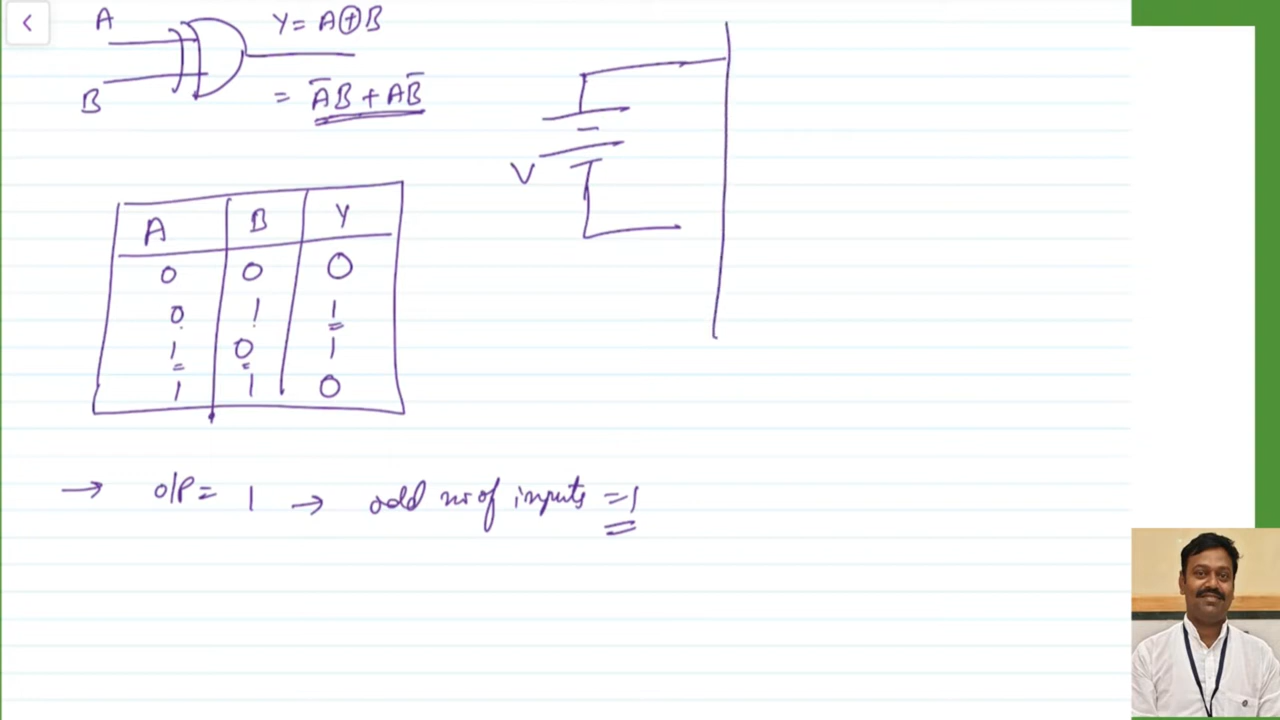 A
Y = A⊕B
B
= A̅B + AB̅
V
A B Y
0 0 0
0 1 1
1 0 1
1 1 0
→ o/p = 1 → odd nr of inputs = 1